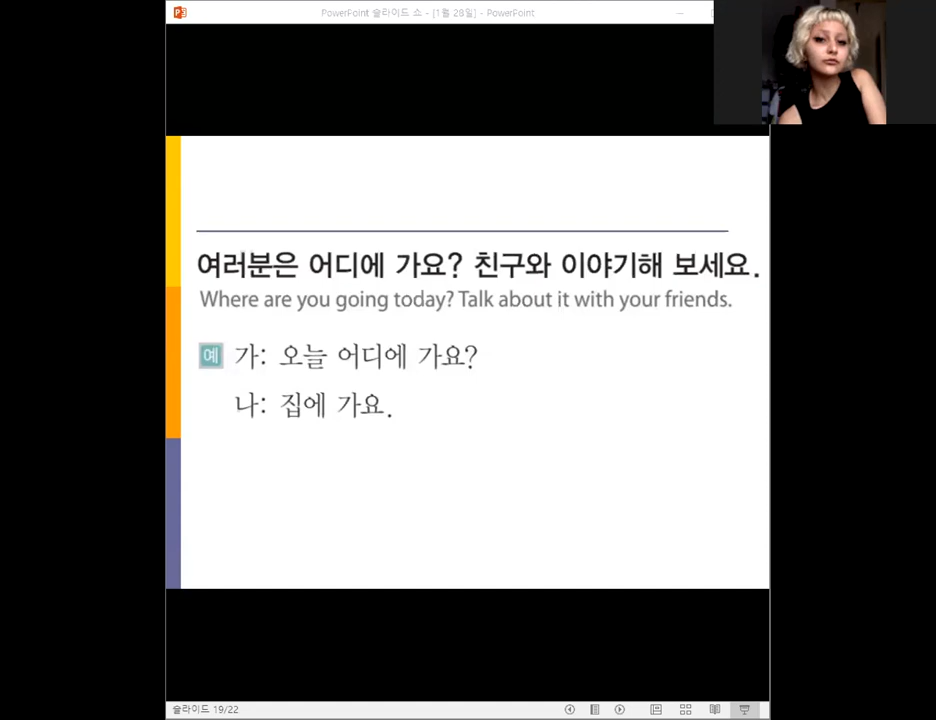 PowerPoint 슬라이드 쇼 - [1월 28일] - PowerPoint
여러분은 어디에 가요? 친구와 이야기해 보세요.
Where are you going today? Talk about it with your friends.
예 가: 오늘 어디에 가요?
나: 집에 가요.
슬라이드 19/22